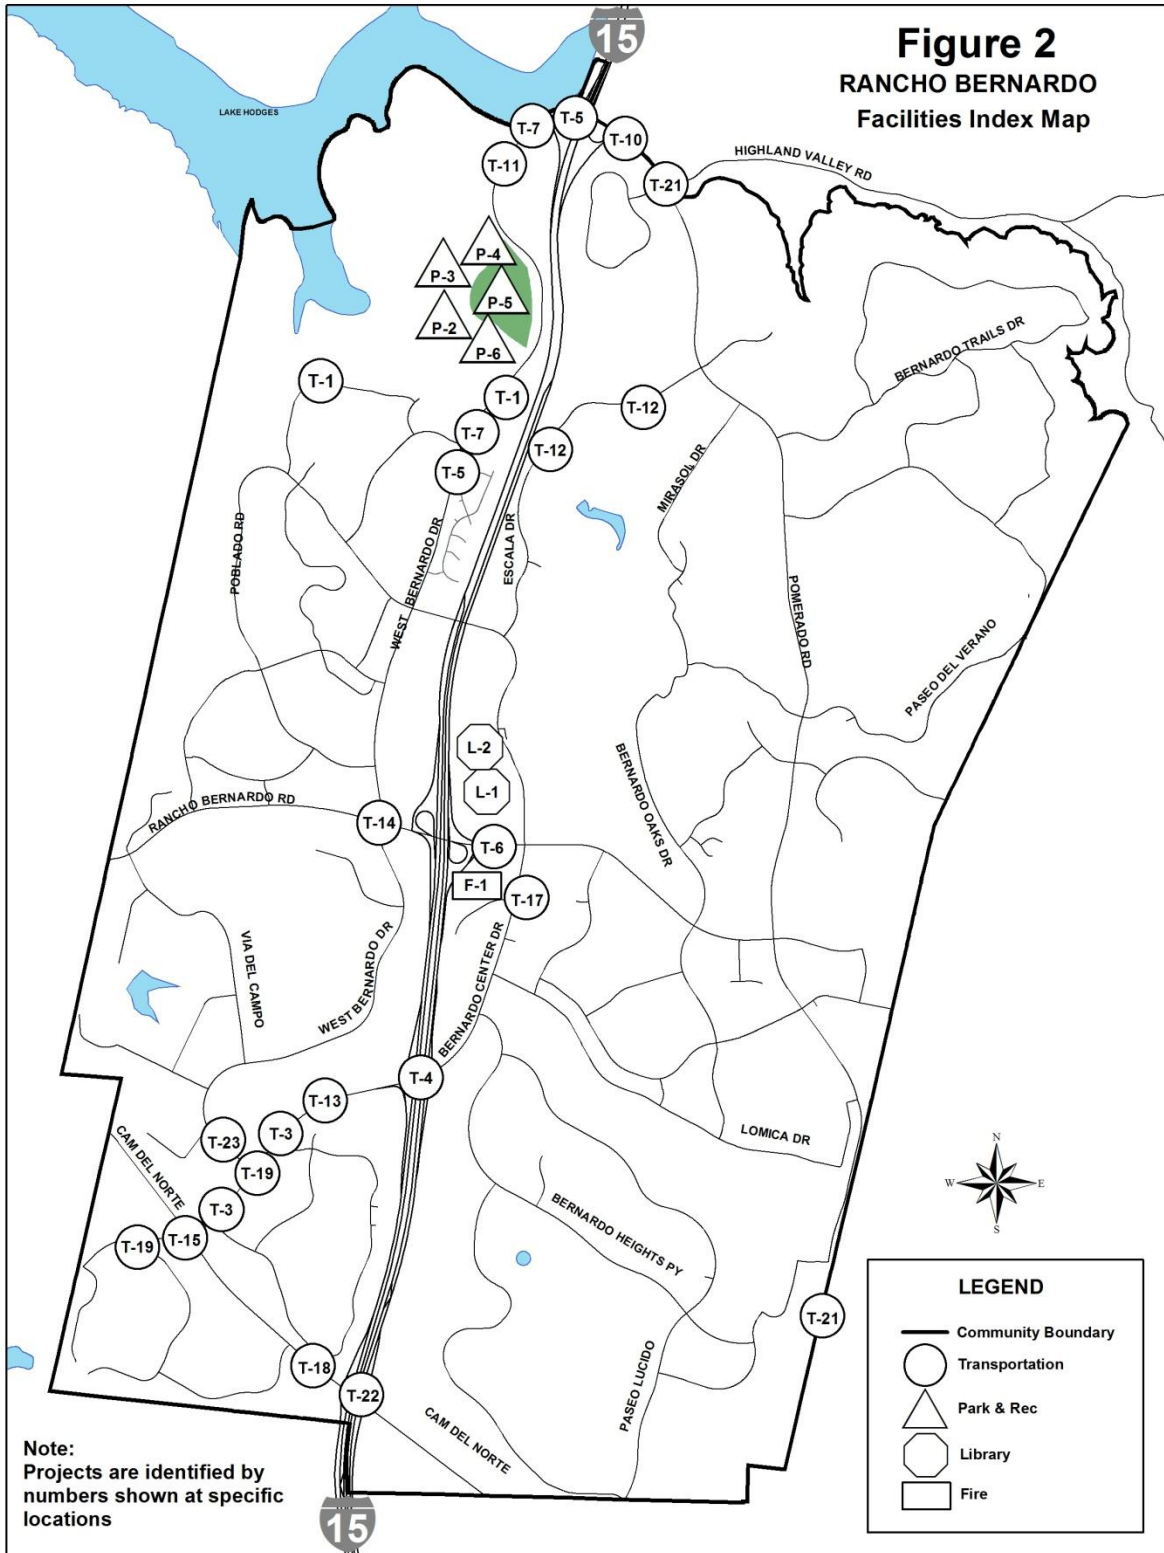 15
Figure 2
RANCHO BERNARDO
Facilities Index Map
LAKE HODGES
T-7
T-5
T-10
T-11
T-21
HIGHLAND VALLEY RD
P-4
P-3
P-5
P-2
P-6
BERNARDO TRAILS DR
T-1
T-1
T-12
T-7
T-12
T-5
MIRASOL DR
POBLADO RD
WEST BERNARDO DR
ESCALA DR
POMERADO RD
PASEO DEL VERANO
L-2
L-1
BERNARDO OAKS DR
RANCHO BERNARDO RD
T-14
T-6
F-1
T-17
VIA DEL CAMPO
WEST BERNARDO DR
BERNARDO CENTER DR
T-4
T-13
T-3
T-23
LOMICA DR
CAM DEL NORTE
T-19
T-3
T-15
T-19
BERNARDO HEIGHTS PY
N
W
E
S
T-21
T-18
T-22
PASEO LUCIDO
CAM DEL NORTE
LEGEND
Community Boundary
Transportation
Park & Rec
Library
Fire
Note:
Projects are identified by
numbers shown at specific
locations
15